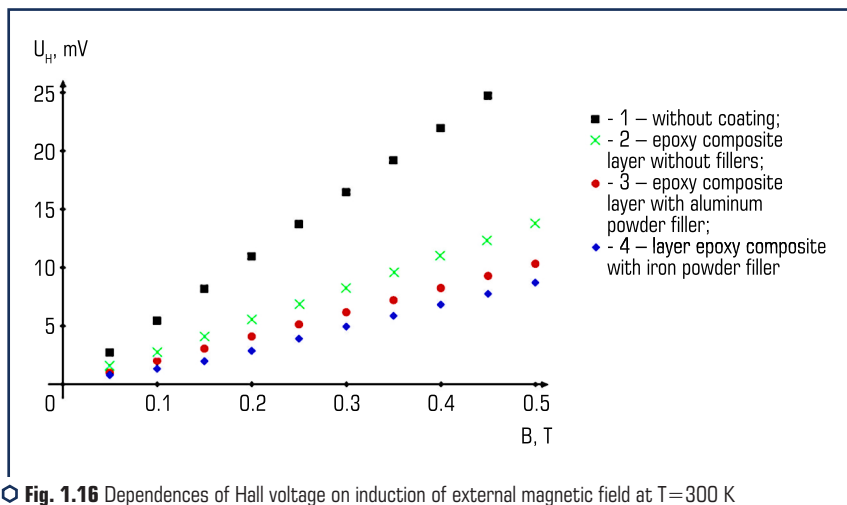 U_H, mV
25
20
15
10
5
0
0.1 0.2 0.3 0.4 0.5
B, T
- 1 – without coating;
- 2 – epoxy composite
layer without fillers;
- 3 – epoxy composite
layer with aluminum
powder filler;
- 4 – layer epoxy composite
with iron powder filler
Fig. 1.16 Dependences of Hall voltage on induction of external magnetic field at T=300 K